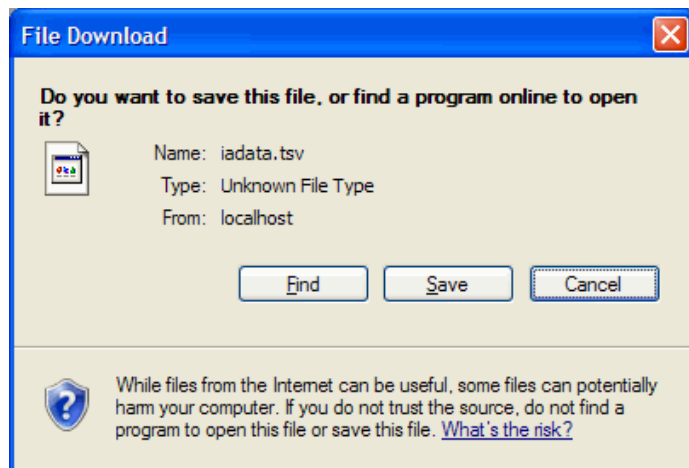 File Download
Do you want to save this file, or find a program online to open
it?
Name: iadata.tsv
Type: Unknown File Type
From: localhost
Find Save Cancel
While files from the Internet can be useful, some files can potentially
harm your computer. If you do not trust the source, do not find a
program to open this file or save this file. What's the risk?